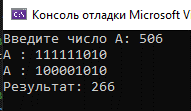 Консоль отладки Microsoft V
Введите число A: 506
A : 111111010
A : 100001010
Результат: 266